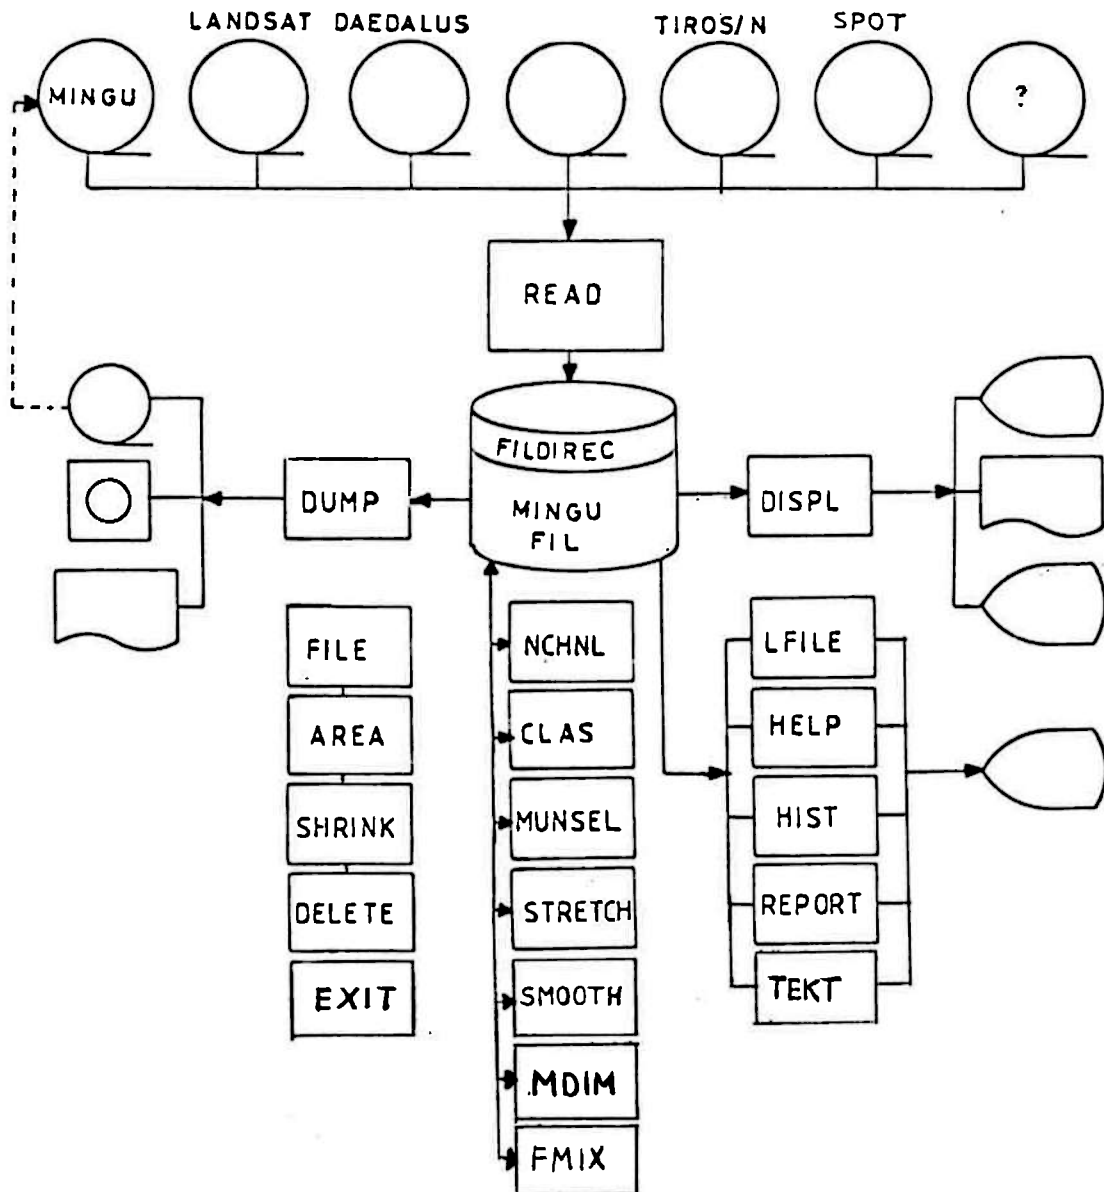 LANDSAT DAEDALUS TIROS/N SPOT
MINGU ?
READ
FILDIREC
MINGU
FIL
DUMP
DISPL
FILE
AREA
SHRINK
DELETE
EXIT
NCHNL
CLAS
MUNSEL
STRETCH
SMOOTH
MDIM
FMIX
LFILE
HELP
HIST
REPORT
TEKT